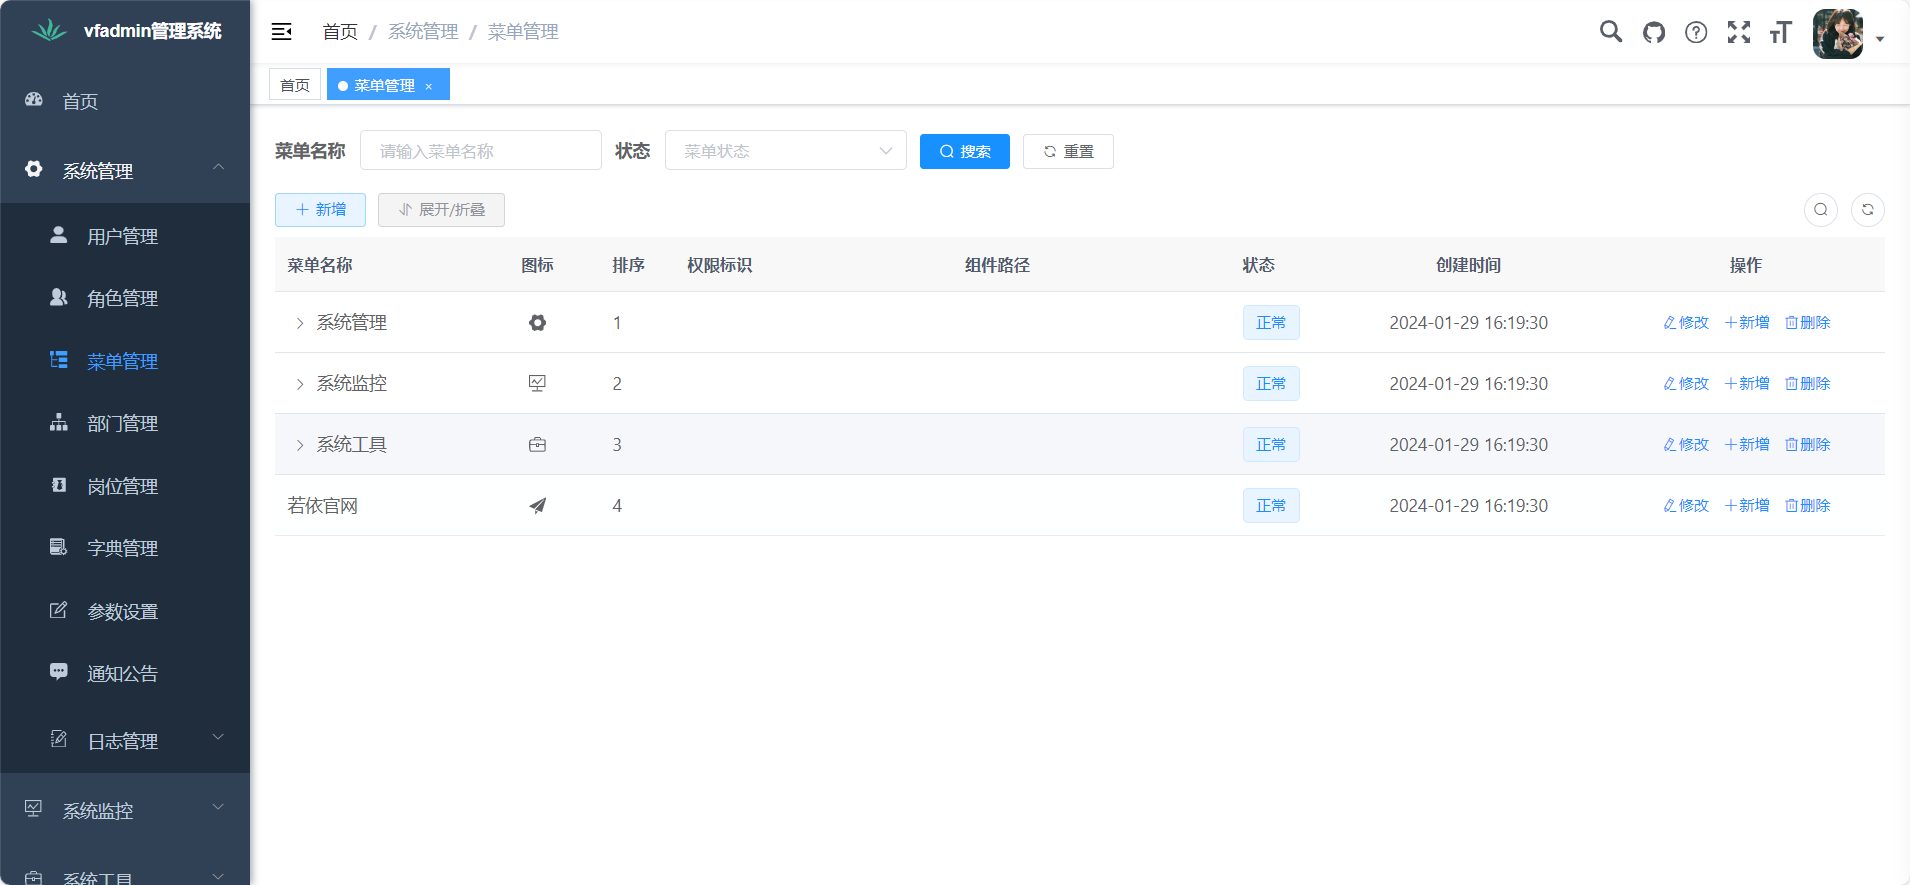 vfadmin管理系统
首页
系统管理
用户管理
角色管理
菜单管理
部门管理
岗位管理
字典管理
参数设置
通知公告
日志管理
系统监控
系统工具
首页 / 系统管理 / 菜单管理
首页 菜单管理 ×
菜单名称 请输入菜单名称 状态 菜单状态 搜索 重置
新增 展开/折叠
菜单名称 图标 排序 权限标识 组件路径 状态 创建时间 操作
系统管理 1 正常 2024-01-29 16:19:30 修改 新增 删除
系统监控 2 正常 2024-01-29 16:19:30 修改 新增 删除
系统工具 3 正常 2024-01-29 16:19:30 修改 新增 删除
若依官网 4 正常 2024-01-29 16:19:30 修改 新增 删除